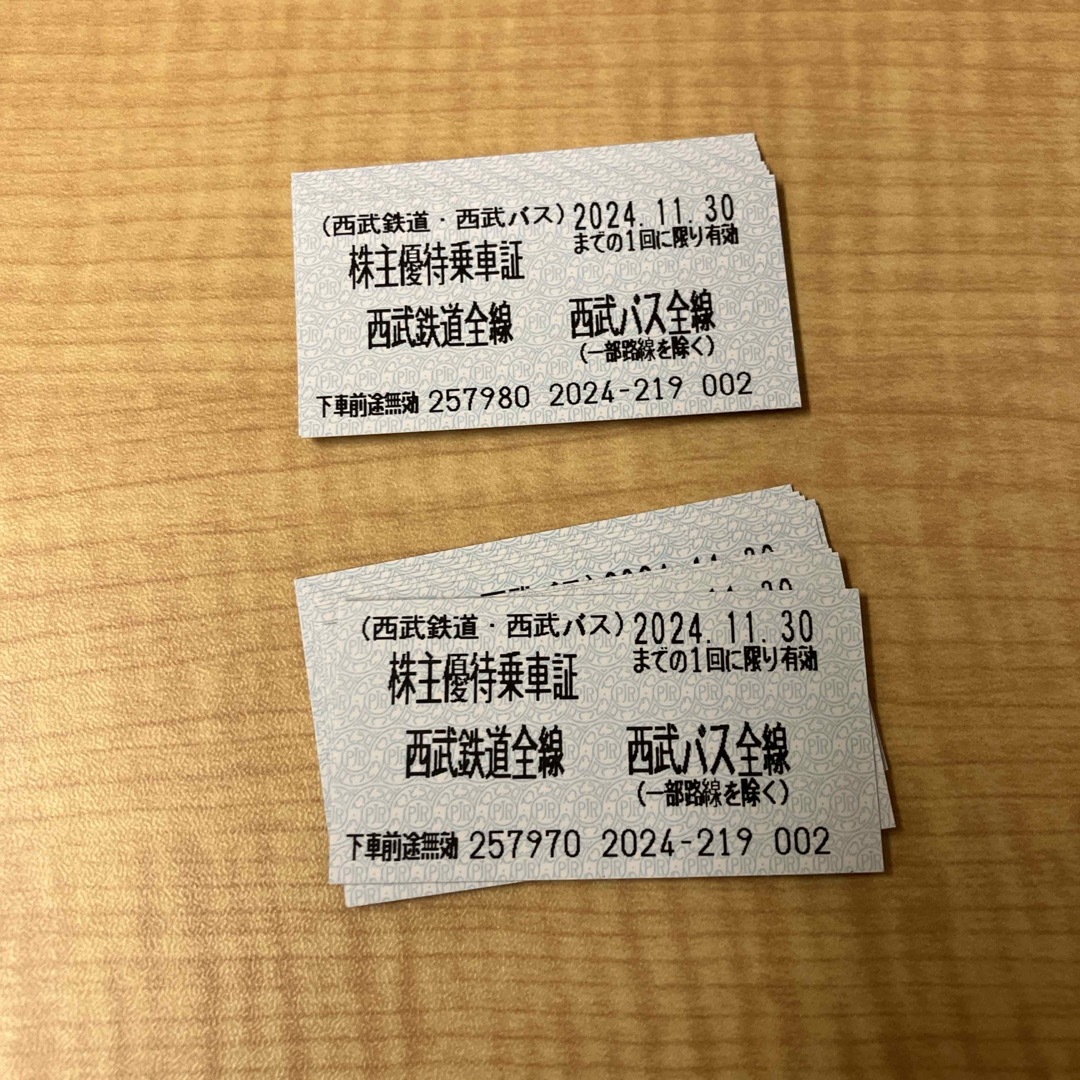 (西武鉄道・西武バス) 2024.11.30
までの1回に限り有効
株主優待乗車証
西武鉄道全線 西武バス全線
(一部路線を除く)
下車前途無効 257980 2024-219 002
(西武鉄道・西武バス) 2024.11.30
までの1回に限り有効
株主優待乗車証
西武鉄道全線 西武バス全線
(一部路線を除く)
下車前途無効 257970 2024-219 002